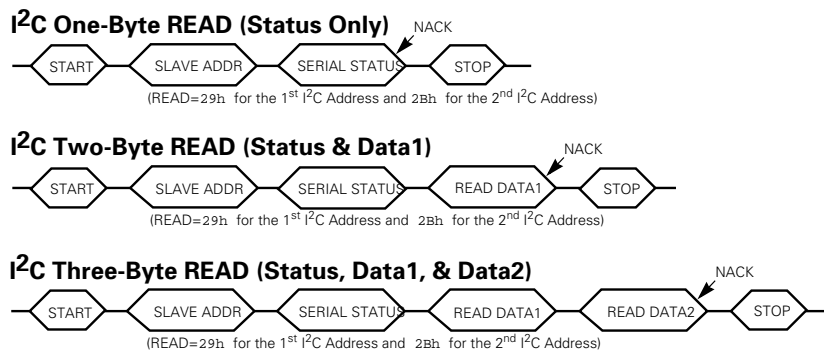 I²C One-Byte READ (Status Only)
NACK
START SLAVE ADDR SERIAL STATUS STOP
(READ=29h for the 1st I²C Address and 2Bh for the 2nd I²C Address)
I²C Two-Byte READ (Status & Data1)
NACK
START SLAVE ADDR SERIAL STATUS READ DATA1 STOP
(READ=29h for the 1st I²C Address and 2Bh for the 2nd I²C Address)
I²C Three-Byte READ (Status, Data1, & Data2)
NACK
START SLAVE ADDR SERIAL STATUS READ DATA1 READ DATA2 STOP
(READ=29h for the 1st I²C Address and 2Bh for the 2nd I²C Address)